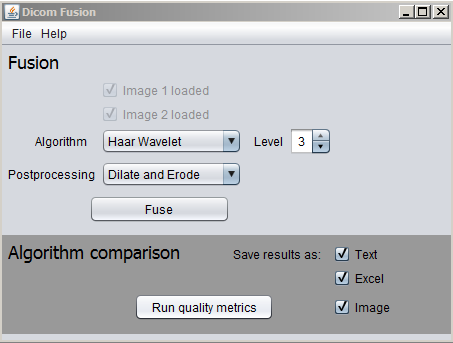 Dicom Fusion
File Help
Fusion
Image 1 loaded
Image 2 loaded
Algorithm Haar Wavelet Level 3
Postprocessing Dilate and Erode
Fuse
Algorithm comparison Save results as: Text
Excel
Run quality metrics Image